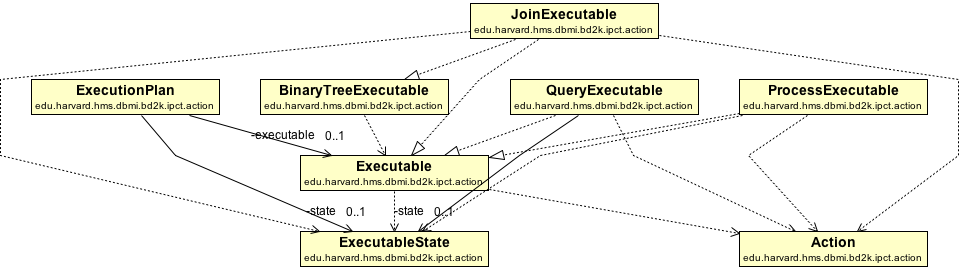 JoinExecutable
edu.harvard.hms.dbmi.bd2k.ipct.action
ExecutionPlan
edu.harvard.hms.dbmi.bd2k.ipct.action
BinaryTreeExecutable
edu.harvard.hms.dbmi.bd2k.ipct.action
QueryExecutable
edu.harvard.hms.dbmi.bd2k.ipct.action
ProcessExecutable
edu.harvard.hms.dbmi.bd2k.ipct.action
-executable 0..1
Executable
edu.harvard.hms.dbmi.bd2k.ipct.action
-state 0..1 -state 0..1
ExecutableState
edu.harvard.hms.dbmi.bd2k.ipct.action
Action
edu.harvard.hms.dbmi.bd2k.ipct.action